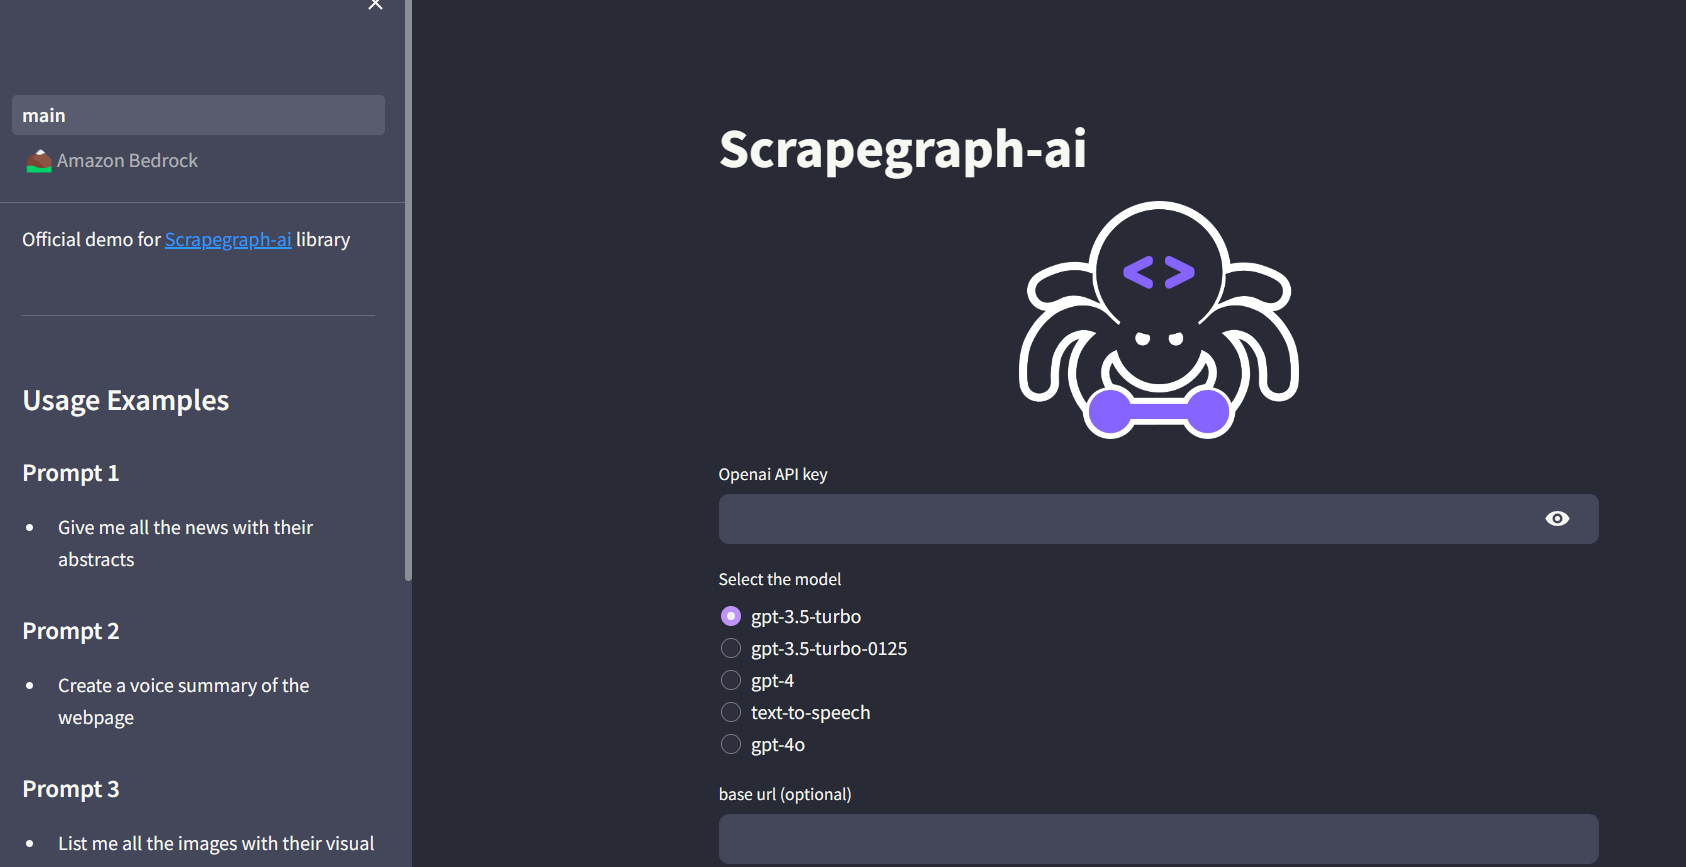 main
Amazon Bedrock
Official demo for Scrapegraph-ai library
Usage Examples
Prompt 1
Give me all the news with their
abstracts
Prompt 2
Create a voice summary of the
webpage
Prompt 3
List me all the images with their visual
Scrapegraph-ai
< >
Openai API key
Select the model
gpt-3.5-turbo
gpt-3.5-turbo-0125
gpt-4
text-to-speech
gpt-4o
base url (optional)